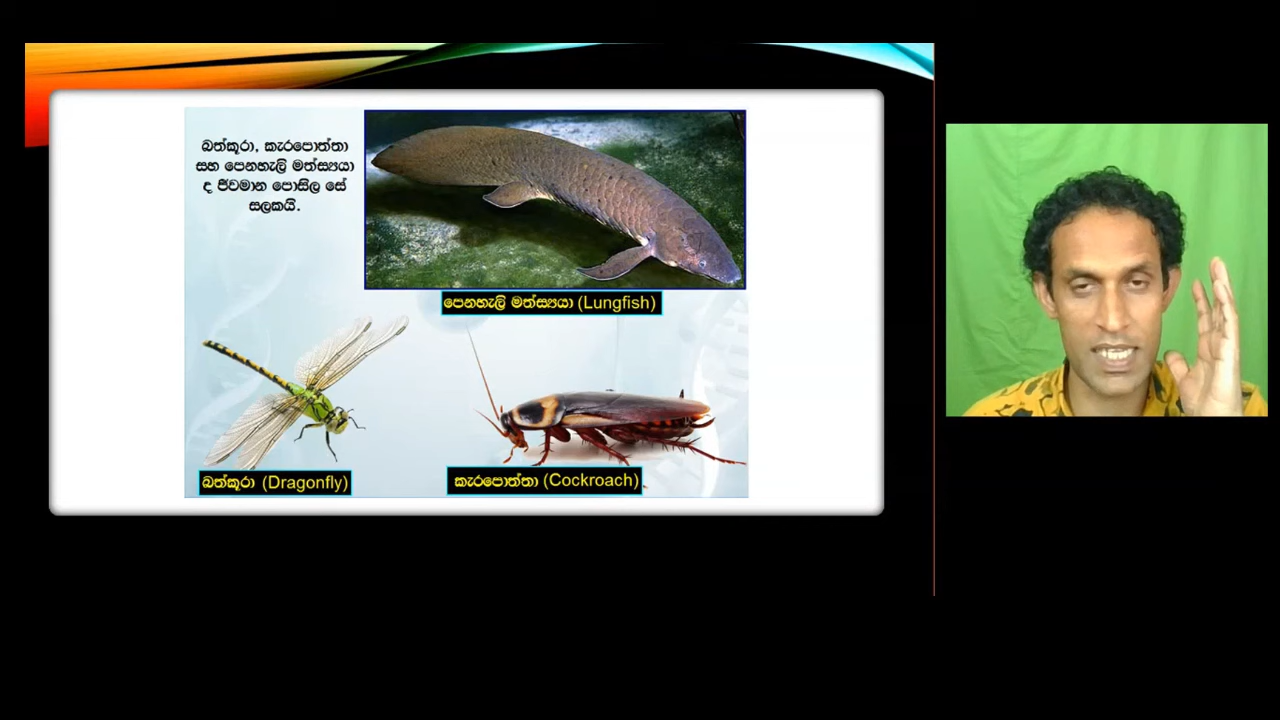 බත්කූරා, කැරපොත්තා
සහ පෙනහැලි මත්ස්‍යයා
ද ජීවමාන පොසිල සේ
සලකයි.
පෙනහැලි මත්ස්‍යයා (Lungfish)
බත්කූරා (Dragonfly)
කැරපොත්තා (Cockroach)